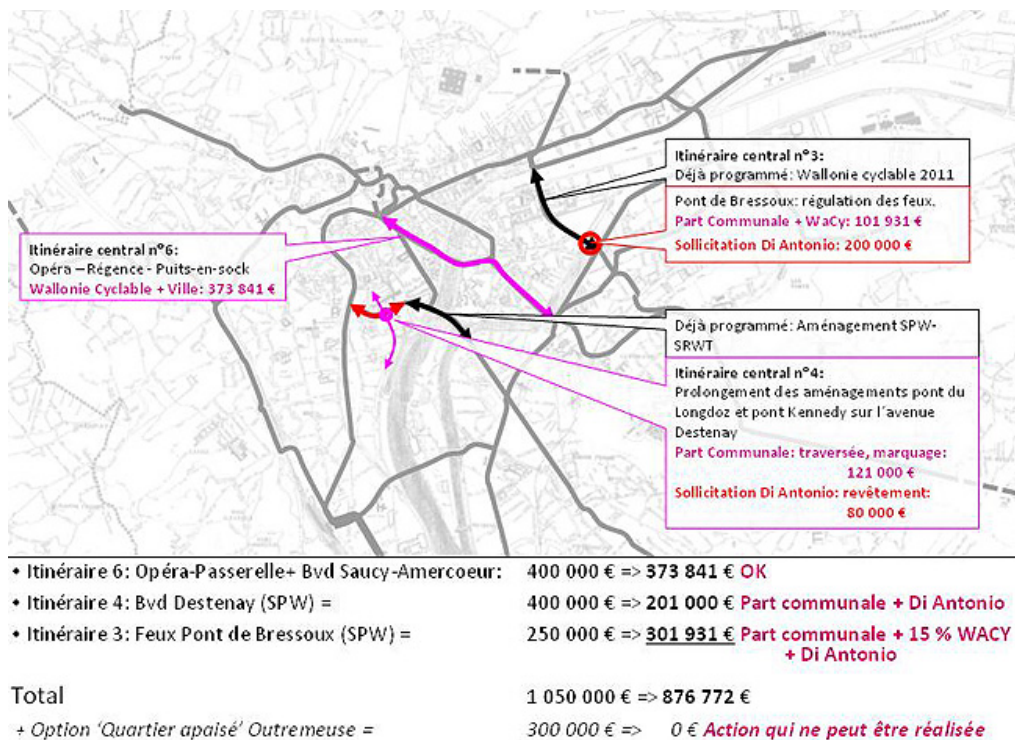 Itinéraire central n°3:
Déjà programmé: Wallonie cyclable 2011
Pont de Bressoux: régulation des feux.
Part Communale + WaCy: 101 931 €
Sollicitation Di Antonio: 200 000 €
Itinéraire central n°6:
Opéra – Régence - Puits-en-sock
Wallonie Cyclable + Ville: 373 841 €
Déjà programmé: Aménagement SPW-
SRWT
Itinéraire central n°4:
Prolongement des aménagements pont du
Longdoz et pont Kennedy sur l'avenue
Destenay
Part Communale: traversée, marquage:
121 000 €
Sollicitation Di Antonio: revêtement:
80 000 €
• Itinéraire 6: Opéra-Passerelle+ Bvd Saucy-Amercoeur: 400 000 € => 373 841 € OK
• Itinéraire 4: Bvd Destenay (SPW) = 400 000 € => 201 000 € Part communale + Di Antonio
• Itinéraire 3: Feux Pont de Bressoux (SPW) = 250 000 € => 301 931 € Part communale + 15 % WACY
+ Di Antonio
Total 1 050 000 € => 876 772 €
+ Option 'Quartier apaisé' Outremeuse = 300 000 € => 0 € Action qui ne peut être réalisée